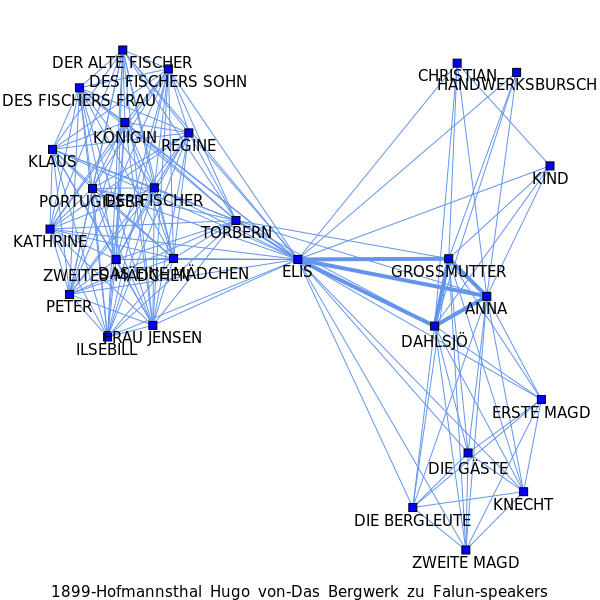 DER ALTE FISCHER
DES FISCHERS SOHN
DES FISCHERS FRAU
CHRISTIAN
HANDWERKSBURSCH
KÖNIGIN
REGINE
KLAUS
KIND
PORTUGIESER
DER FISCHER
TORBERN
KATHRINE
ZWEITES MÄDCHEN
DAS EINE MÄDCHEN
ELIS
GROSSMUTTER
PETER
ANNA
FRAU JENSEN
ILSEBILL
DAHLSJÖ
ERSTE MAGD
DIE GÄSTE
KNECHT
DIE BERGLEUTE
ZWEITE MAGD
1899-Hofmannsthal Hugo von-Das Bergwerk zu Falun-speakers